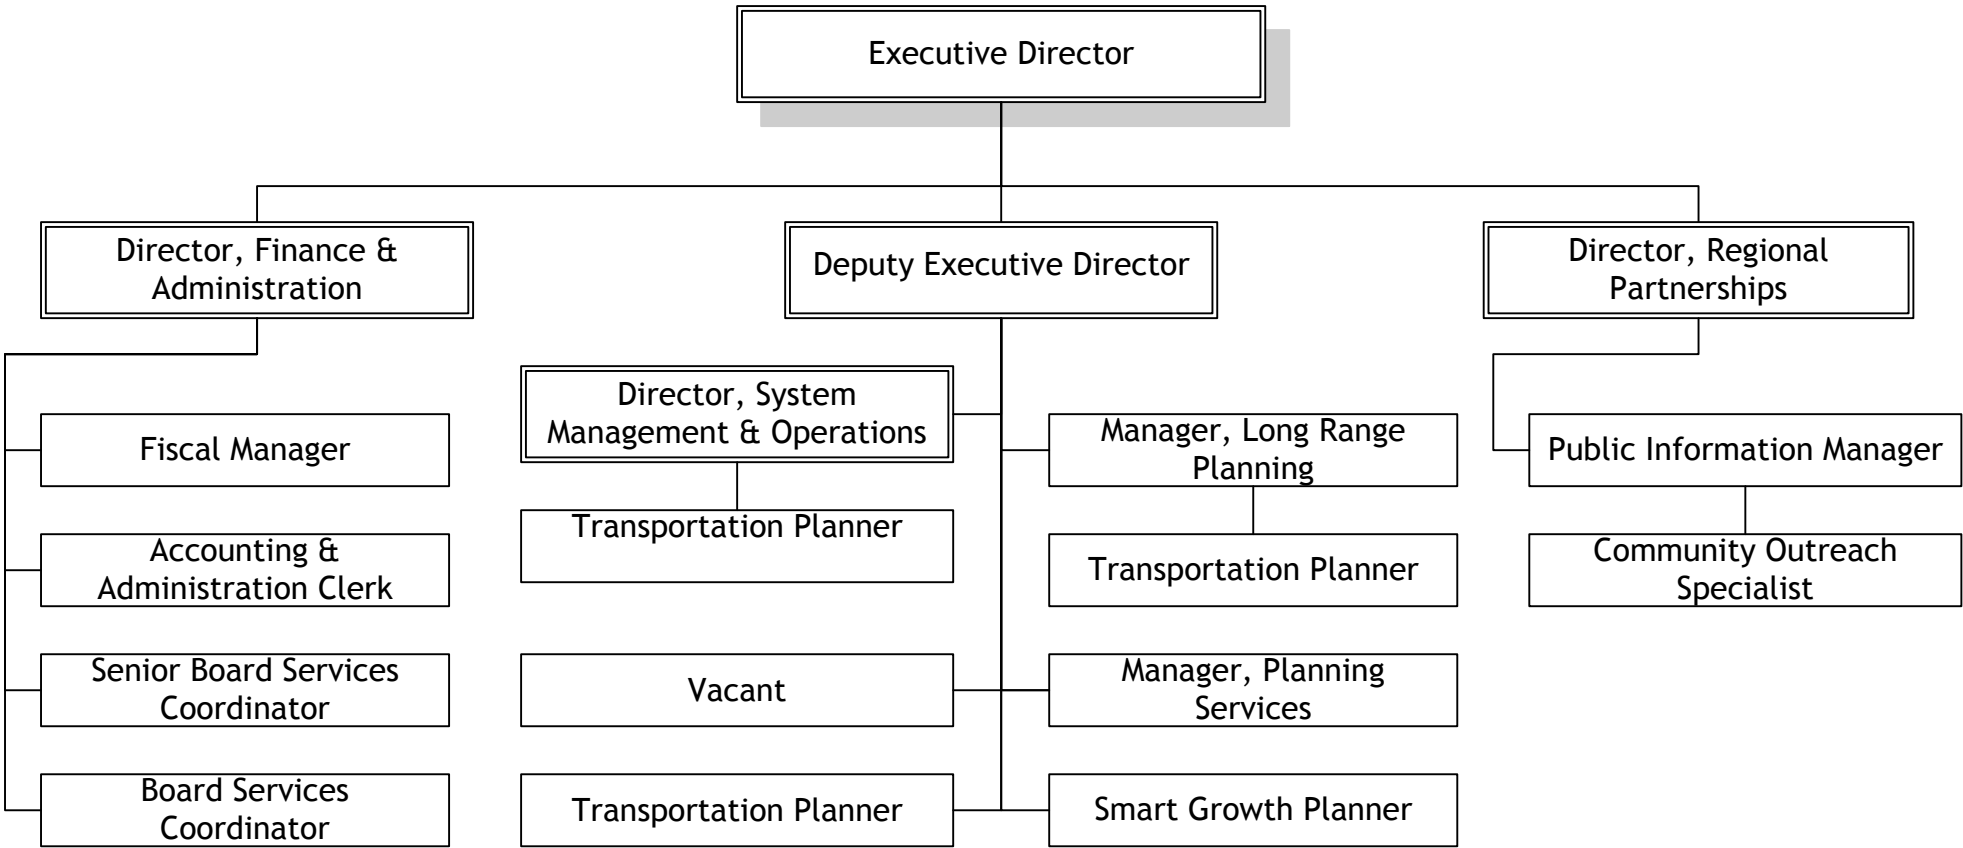 Executive Director
Director, Finance &
Administration
Deputy Executive Director
Director, Regional
Partnerships
Director, System
Management & Operations
Fiscal Manager
Manager, Long Range
Planning
Public Information Manager
Transportation Planner
Accounting &
Administration Clerk
Transportation Planner
Community Outreach
Specialist
Senior Board Services
Coordinator
Vacant
Manager, Planning
Services
Board Services
Coordinator
Transportation Planner
Smart Growth Planner